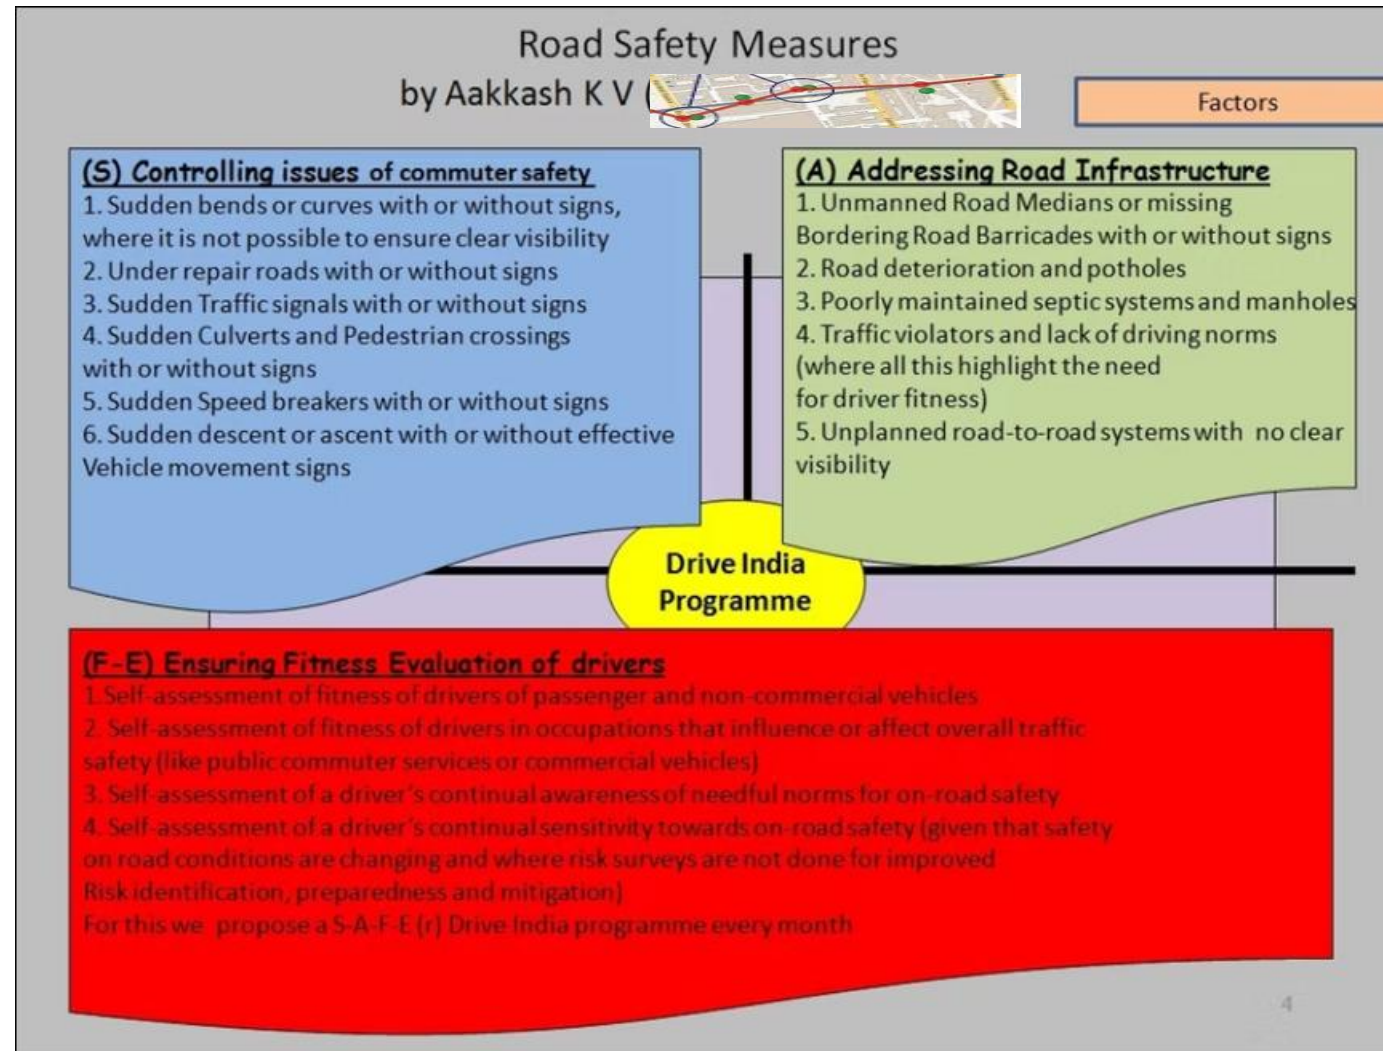 Road Safety Measures
by Aakkash K V (
Factors
(S) Controlling issues of commuter safety
1. Sudden bends or curves with or without signs,
where it is not possible to ensure clear visibility
2. Under repair roads with or without signs
3. Sudden Traffic signals with or without signs
4. Sudden Culverts and Pedestrian crossings
with or without signs
5. Sudden Speed breakers with or without signs
6. Sudden descent or ascent with or without effective
Vehicle movement signs
(A) Addressing Road Infrastructure
1. Unmanned Road Medians or missing
Bordering Road Barricades with or without signs
2. Road deterioration and potholes
3. Poorly maintained septic systems and manholes
4. Traffic violators and lack of driving norms
(where all this highlight the need
for driver fitness)
5. Unplanned road-to-road systems with no clear
visibility
Drive India
Programme
(F-E) Ensuring Fitness Evaluation of drivers
1.Self-assessment of fitness of drivers of passenger and non-commercial vehicles
2. Self-assessment of fitness of drivers in occupations that influence or affect overall traffic
safety (like public commuter services or commercial vehicles)
3. Self-assessment of a driver's continual awareness of needful norms for on-road safety
4. Self-assessment of a driver's continual sensitivity towards on-road safety (given that safety
on road conditions are changing and where risk surveys are not done for improved
Risk identification, preparedness and mitigation)
For this we propose a S-A-F-E (r) Drive India programme every month
4